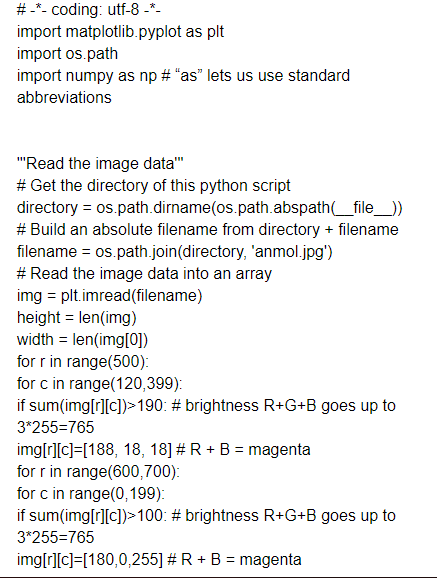 # -*- coding: utf-8 -*-
import matplotlib.pyplot as plt
import os.path
import numpy as np # “as” lets us use standard
abbreviations
'''Read the image data'''
# Get the directory of this python script
directory = os.path.dirname(os.path.abspath(__file__))
# Build an absolute filename from directory + filename
filename = os.path.join(directory, 'anmol.jpg')
# Read the image data into an array
img = plt.imread(filename)
height = len(img)
width = len(img[0])
for r in range(500):
for c in range(120,399):
if sum(img[r][c])>190: # brightness R+G+B goes up to
3*255=765
img[r][c]=[188, 18, 18] # R + B = magenta
for r in range(600,700):
for c in range(0,199):
if sum(img[r][c])>100: # brightness R+G+B goes up to
3*255=765
img[r][c]=[180,0,255] # R + B = magenta